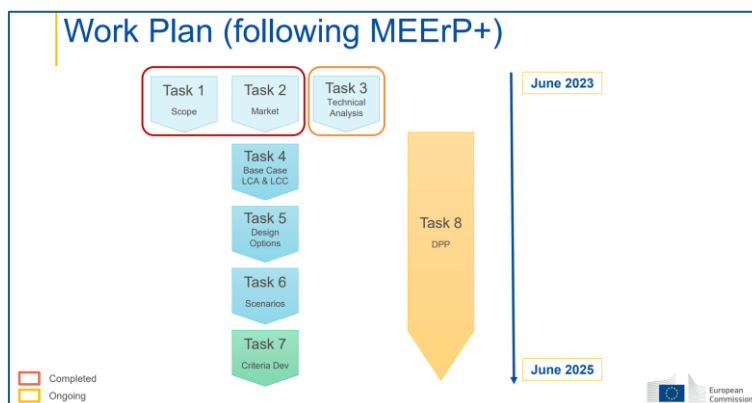 Work Plan (following MEErP+)
Task 1
Scope
Task 2
Market
Task 3
Technical
Analysis
June 2023
Task 4
Base Case
LCA & LCC
Task 5
Design
Options
Task 8
DPP
Task 6
Scenarios
Task 7
Criteria Dev
June 2025
Completed
Ongoing
European
Commission